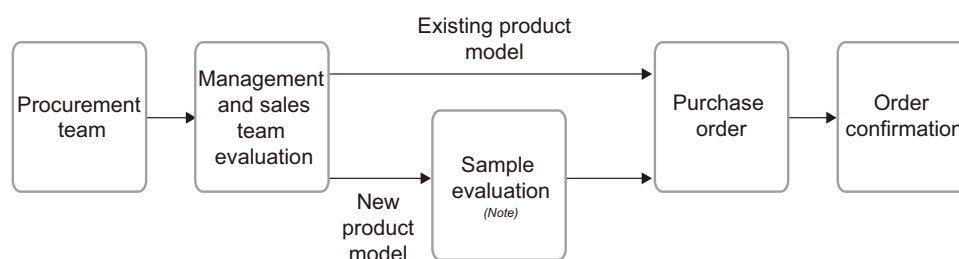 Existing product
model
Procurement
team
Management
and sales
team
evaluation
Purchase
order
Order
confirmation
Sample
evaluation
(Note)
New
product
model